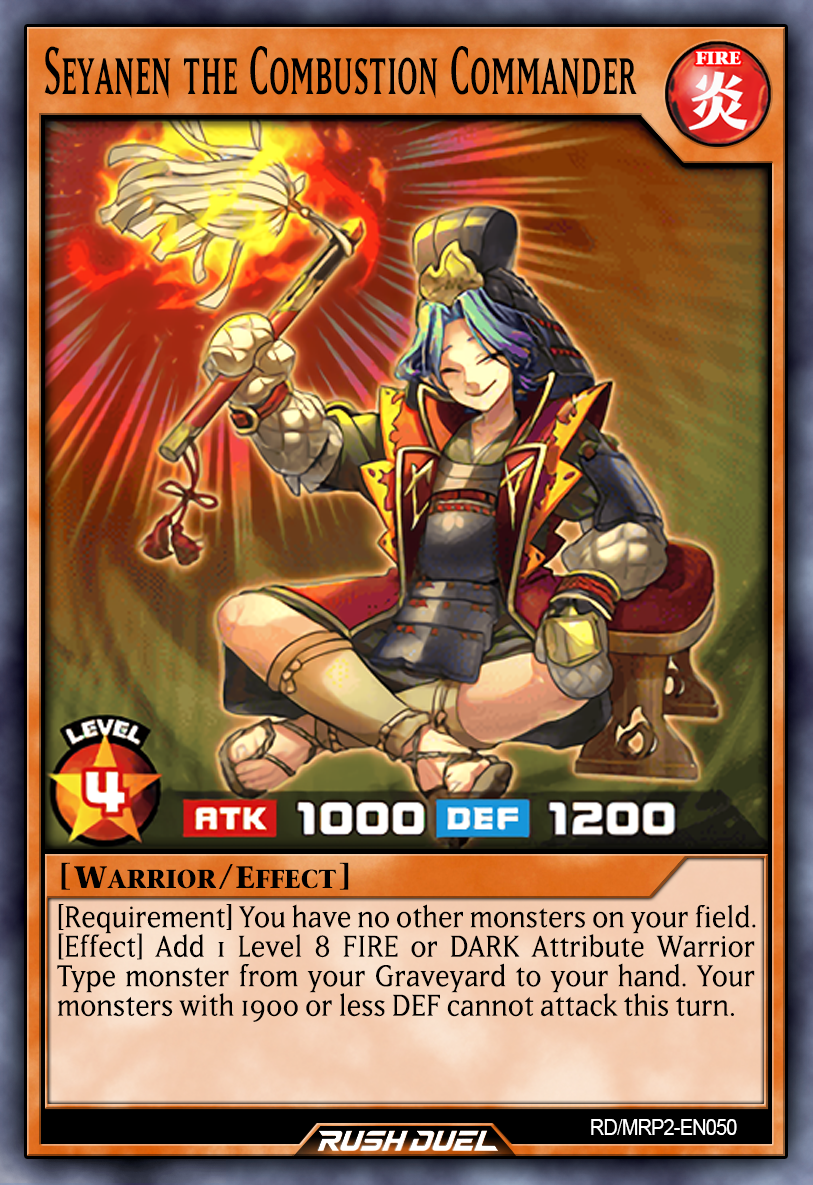 Seyanen the Combustion Commander
FIRE
炎
LEVEL
4
ATK 1000 DEF 1200
[Warrior/Effect]
[Requirement] You have no other monsters on your field.
[Effect] Add 1 Level 8 FIRE or DARK Attribute Warrior
Type monster from your Graveyard to your hand. Your
monsters with 1900 or less DEF cannot attack this turn.
RD/MRP2-EN050
RUSH DUEL